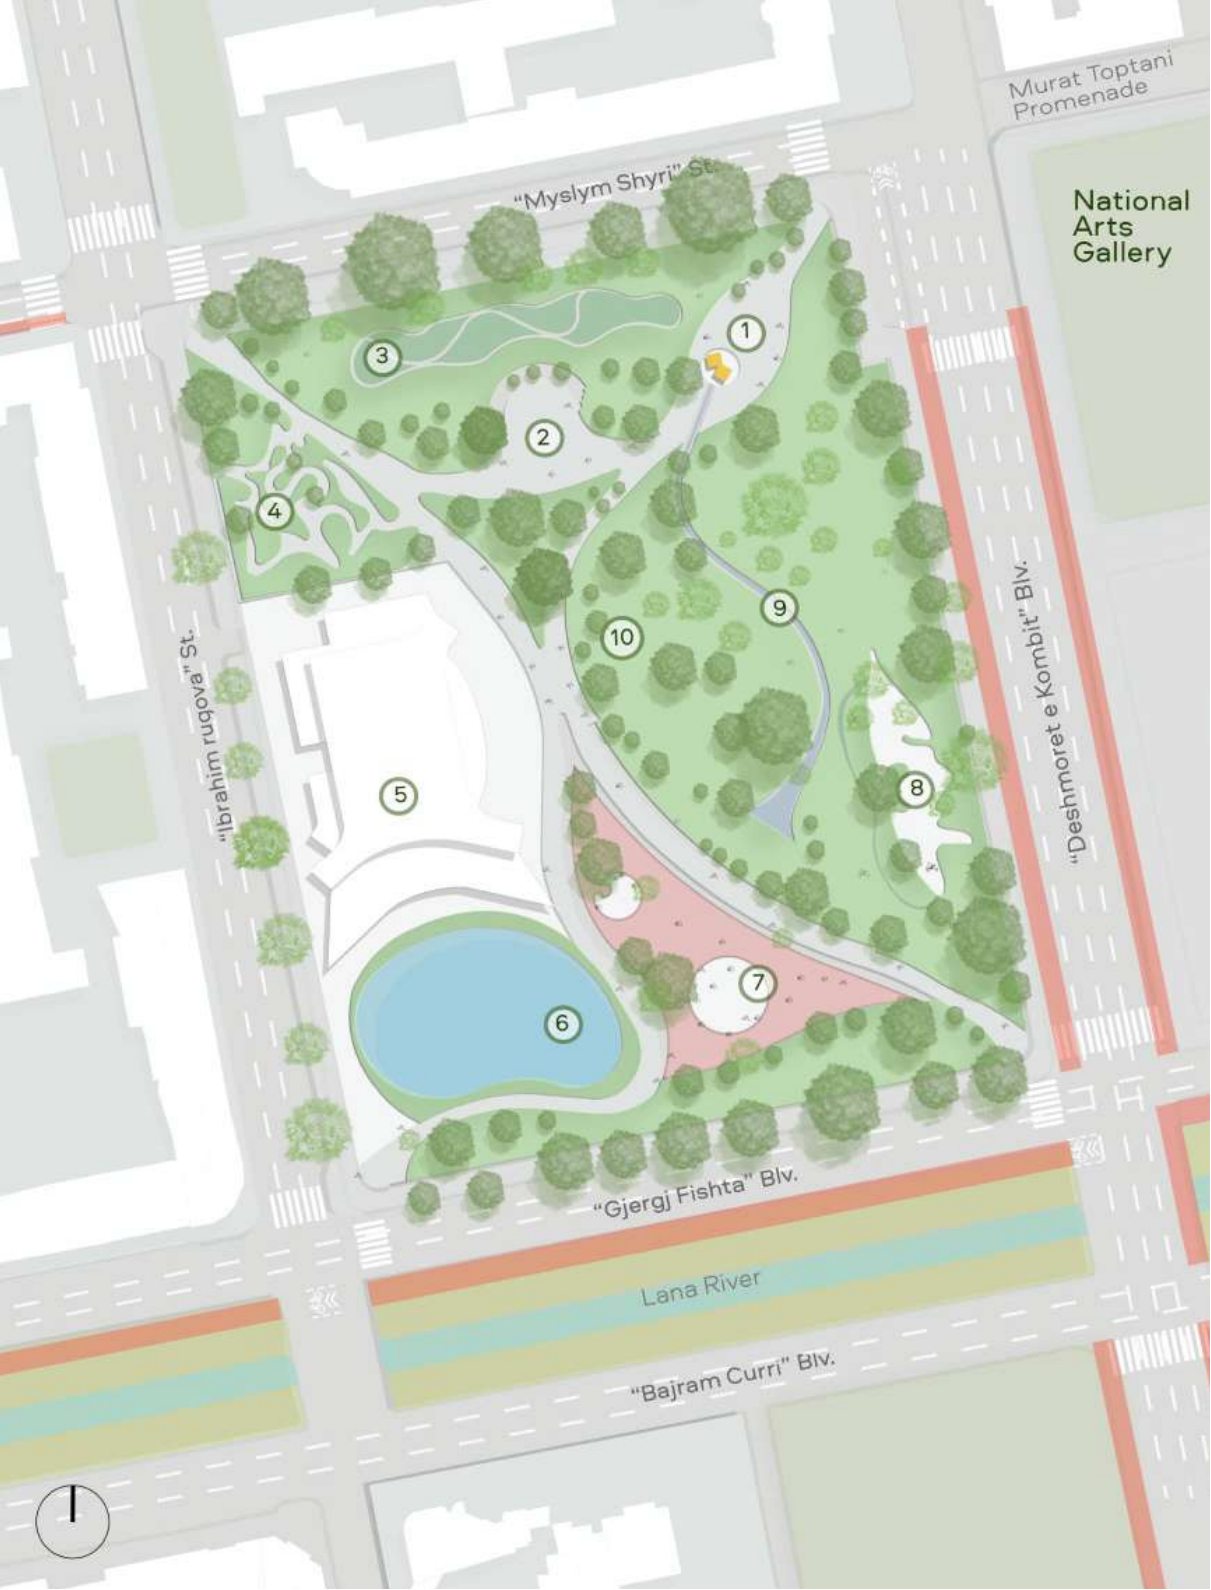 Murat Toptani
Promenade
“Myslym Shyri” St.
National
Arts
Gallery
1
3
2
4
9
10
“Deshmoret e Kombit” Blv.
“Ibrahim rugova” St.
8
5
7
6
“Gjergj Fishta” Blv.
Lana River
“Bajram Curri” Blv.